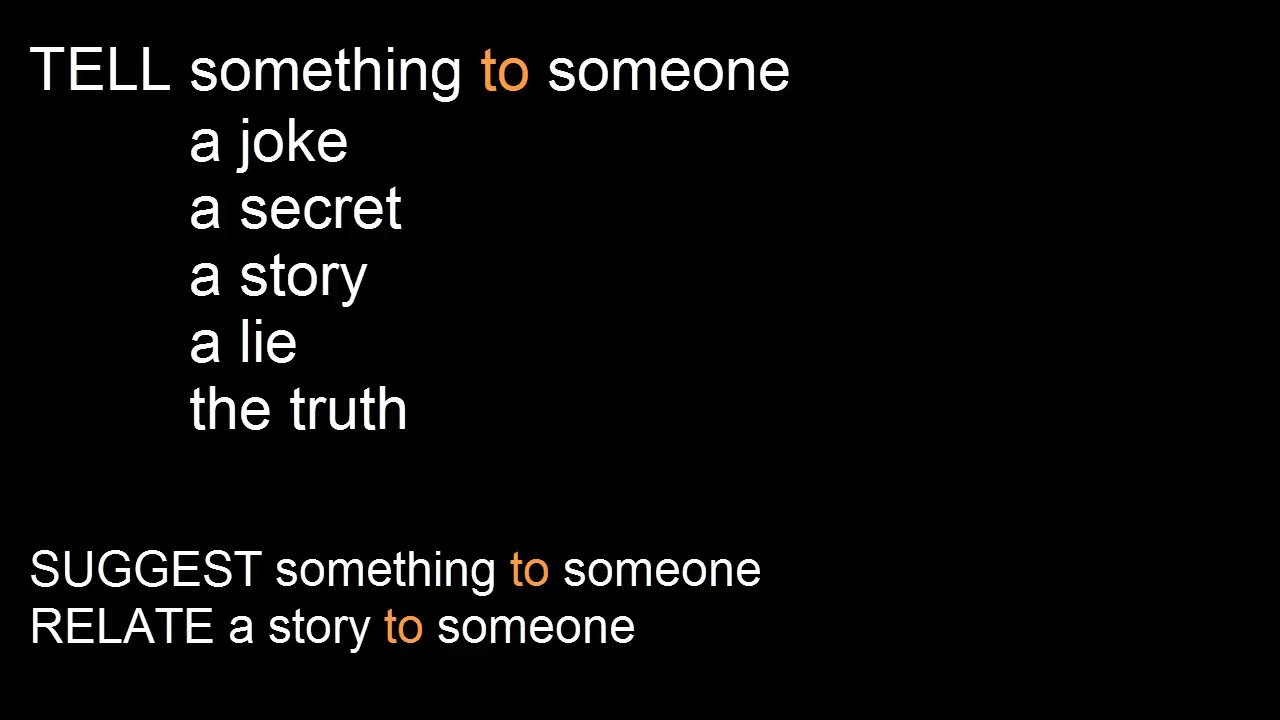 TELL something to someone
a joke
a secret
a story
a lie
the truth
SUGGEST something to someone
RELATE a story to someone